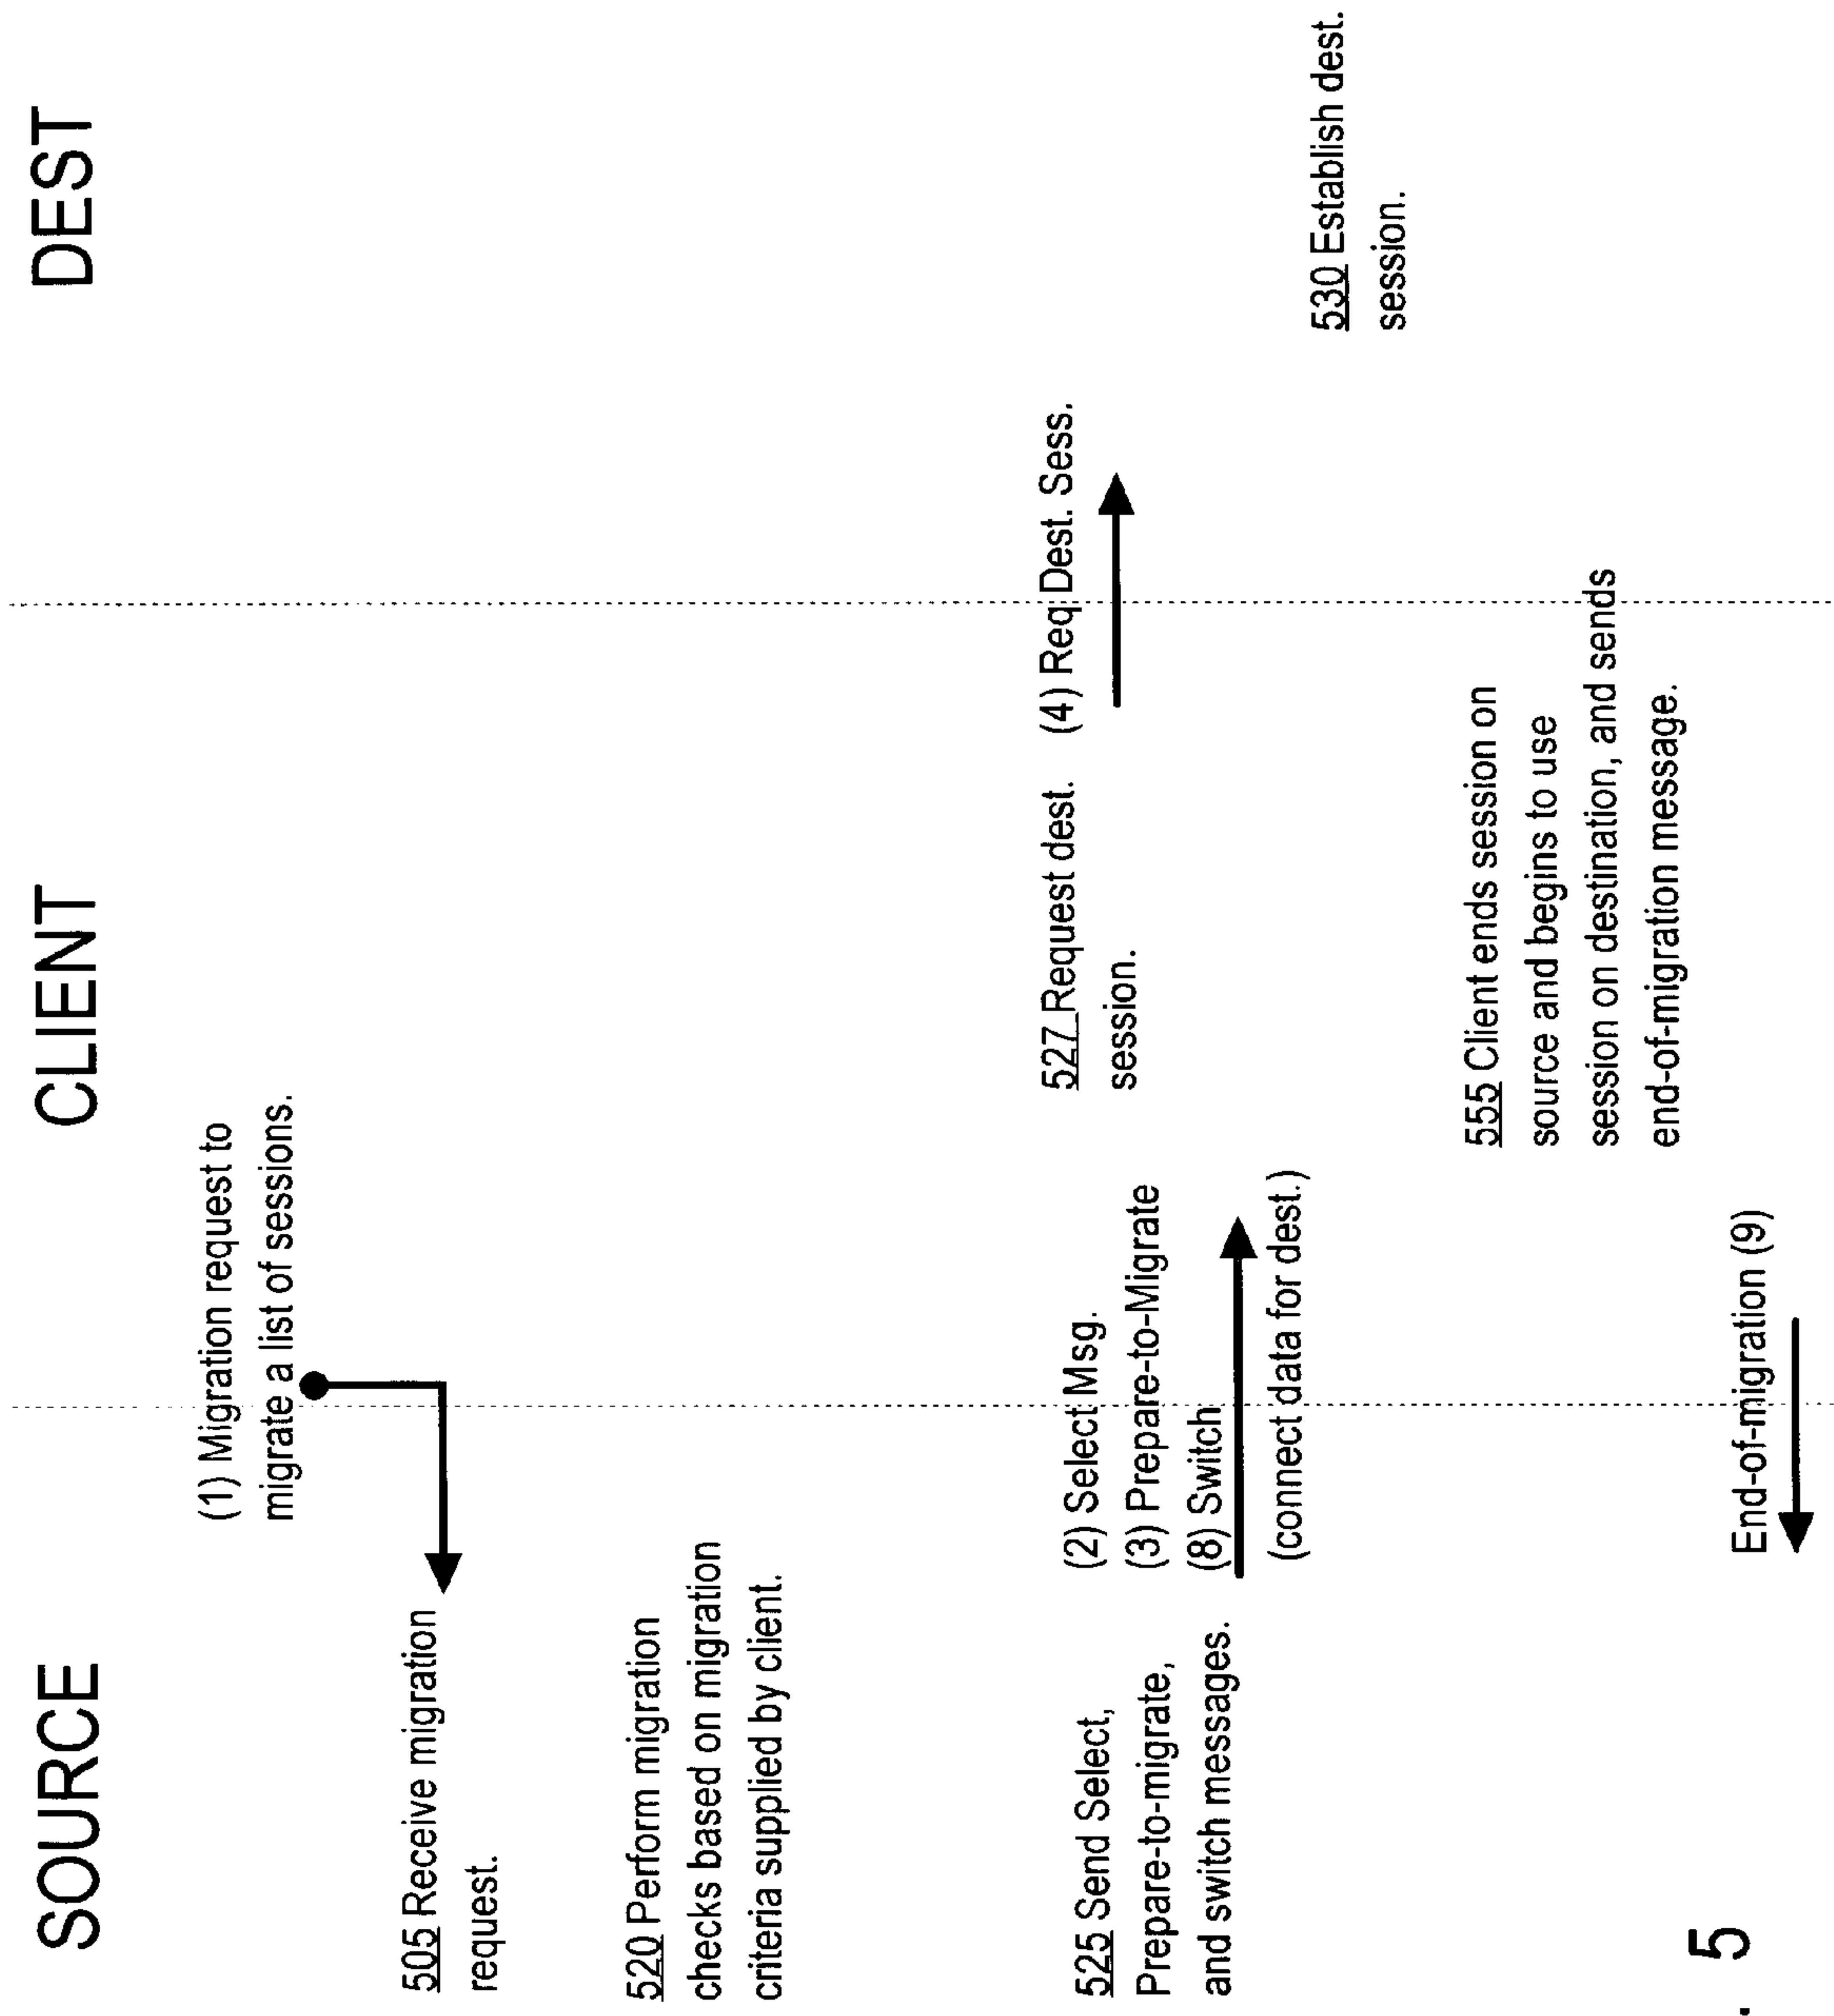 SOURCE
CLIENT
DEST
(1) Migration request to
migrate a list of sessions.
505 Receive migration
request.
520 Perform migration
checks based on migration
criteria supplied by client.
525 Send Select,
Prepare-to-migrate,
and switch messages.
(2) Select Msg.
(3) Prepare-to-Migrate
(8) Switch
(connect data for dest.)
527 Request dest.
session.
(4) Req Dest. Sess.
530 Establish dest.
session.
555 Client ends session on
source and begins to use
session on destination, and sends
end-of-migration message.
End-of-migration (9)
. 5